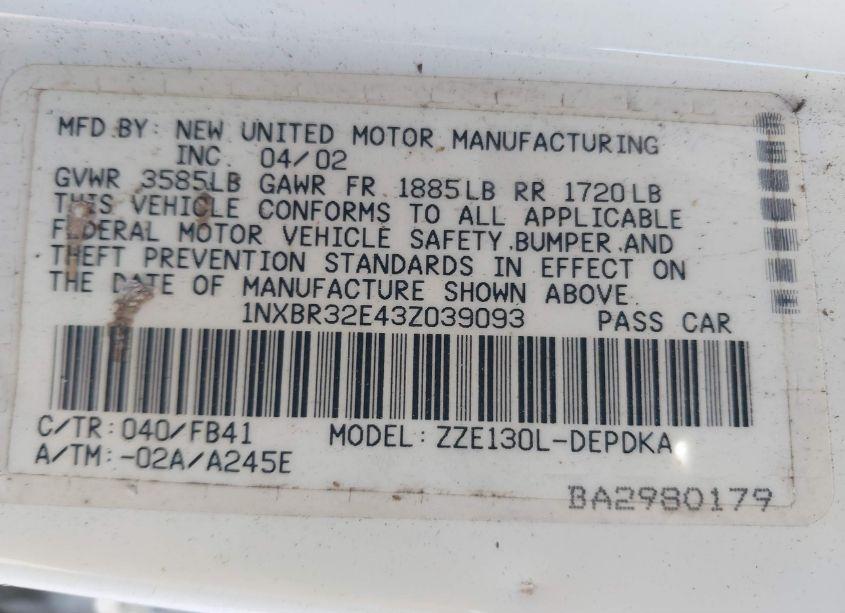 MFD.BY: NEW UNITED MOTOR MANUFACTURING
INC. 04/02
GVWR 3585LB GAWR FR 1885LB RR 1720LB
THIS VEHICLE CONFORMS TO ALL APPLICABLE
FEDERAL MOTOR VEHICLE SAFETY.BUMPER.AND
THEFT PREVENTION STANDARDS IN EFFECT ON
THE DATE OF MANUFACTURE SHOWN ABOVE.
1NXBR32E43Z039093 PASS CAR
C/TR:040/FB41 MODEL:ZZE130L-DEPDKA
A/TM:-02A/A245E
BA2980179